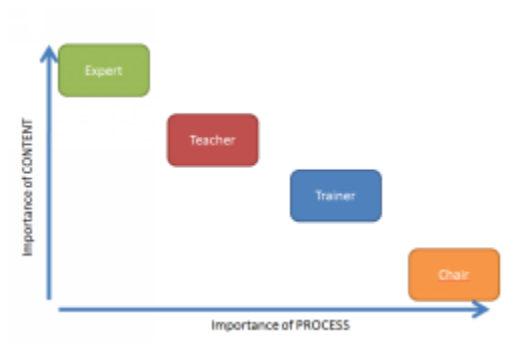 Expert
Teacher
Trainer
Chair
Importance of CONTENT
Importance of PROCESS